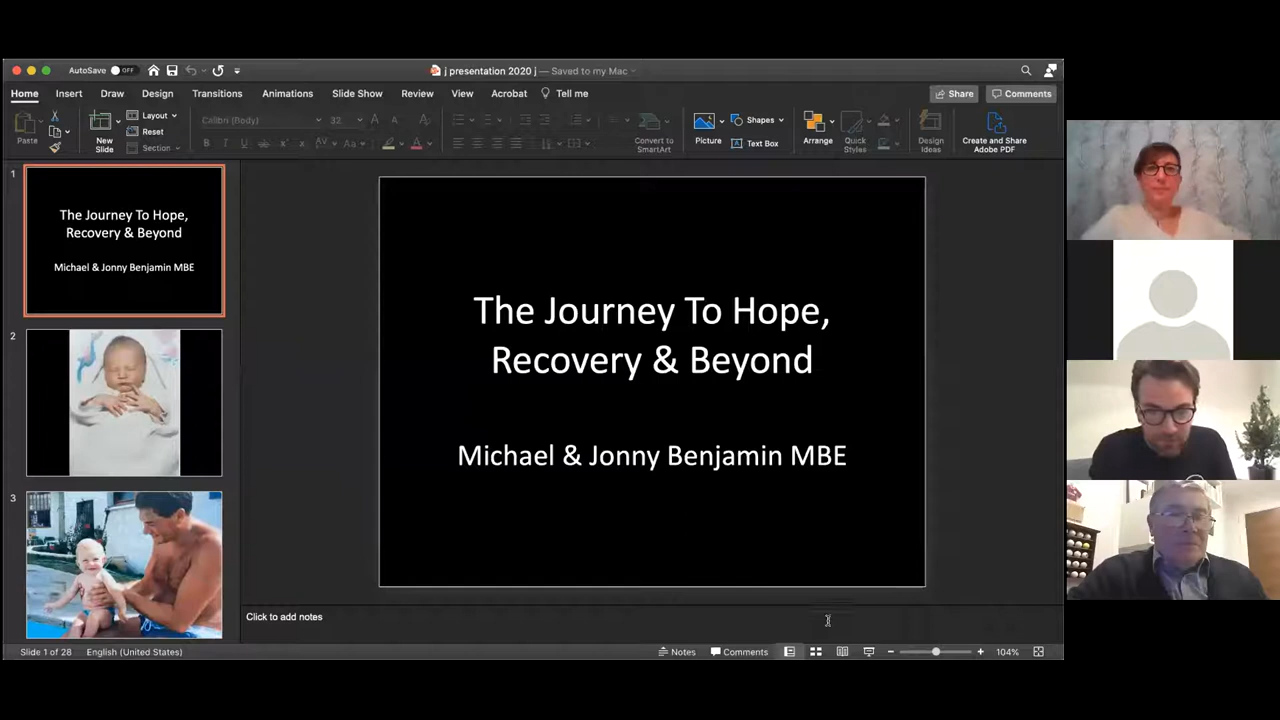 AutoSave OFF
j presentation 2020 j — Saved to my Mac
Home Insert Draw Design Transitions Animations Slide Show Review View Acrobat Tell me
Share Comments
Paste
New Slide
Layout
Reset
Section
Calibri (Body) 32
Convert to SmartArt
Picture
Shapes
Text Box
Arrange
Quick Styles
Design Ideas
Create and Share Adobe PDF
1
The Journey To Hope,
Recovery & Beyond
Michael & Jonny Benjamin MBE
2
3
The Journey To Hope,
Recovery & Beyond
Michael & Jonny Benjamin MBE
Click to add notes
Slide 1 of 28 English (United States) Notes Comments 104%